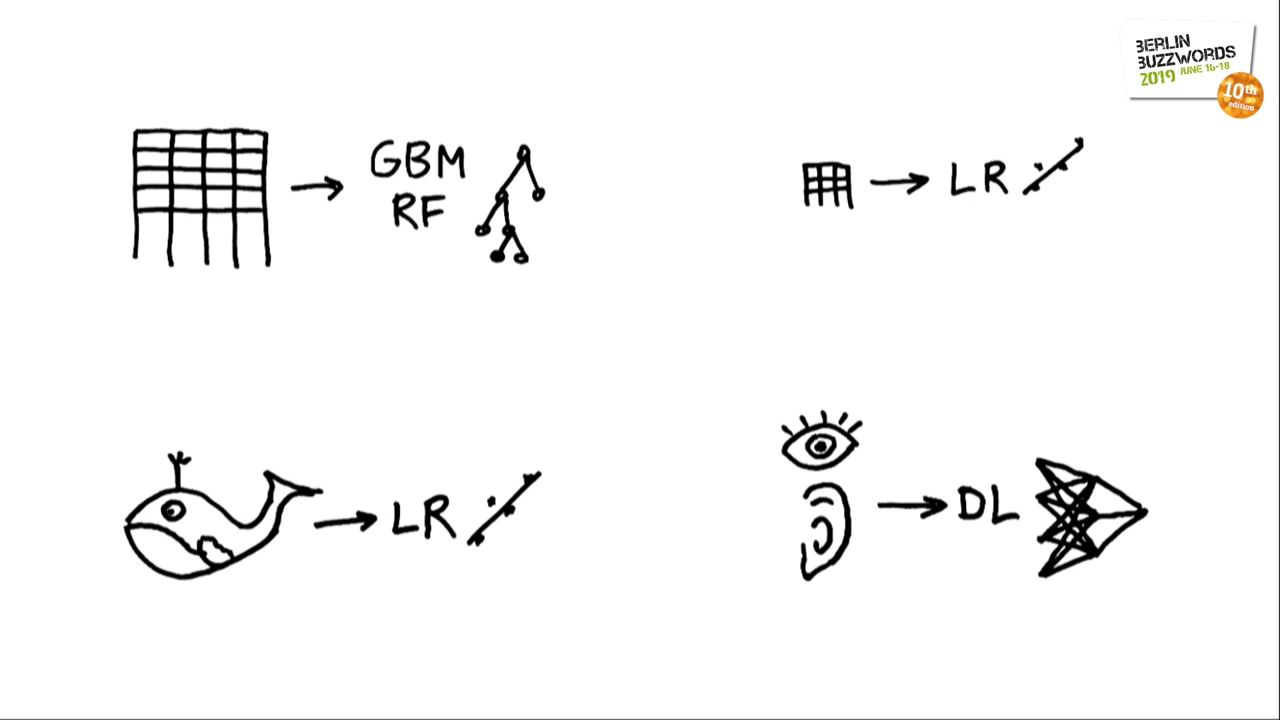 BERLIN
BUZZWORDS
2019 JUNE 16-18
10th
edition
GBM
RF
LR
LR
DL